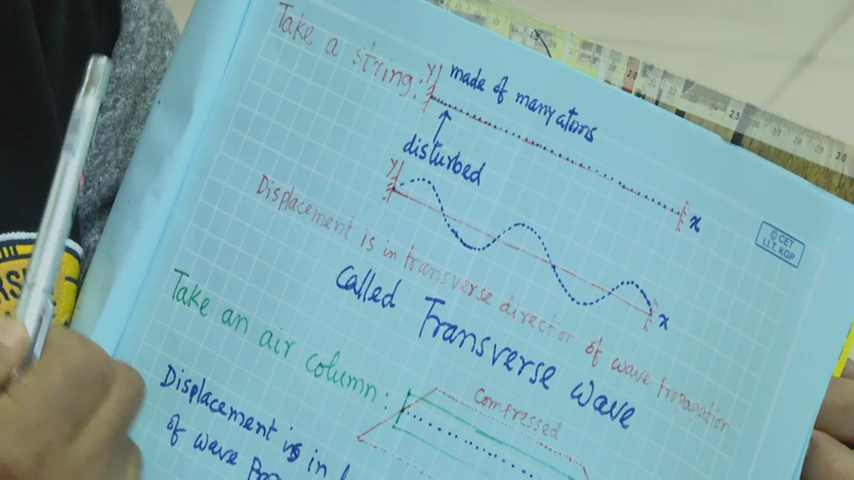 Take a string:
Y made of many atoms
x
disturbed
Y
x
Displacement is in transverse direction of wave propagation
called Transverse wave
Take an air column:
compressed
Displacement is in
of wave
© CET
I.I.T. KGP